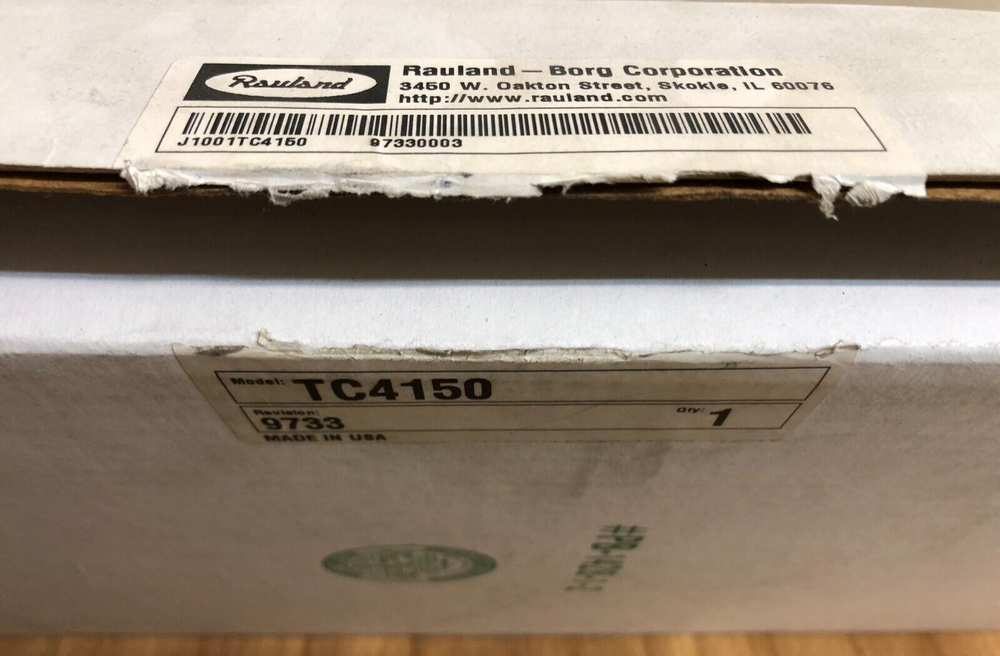 Rauland
Rauland-Borg Corporation
3450 W. Oakton Street, Skokie, IL 60076
http://www.rauland.com
J1001TC4150 97330003
Model: TC4150
Revision: Qty:
9733 1
MADE IN USA